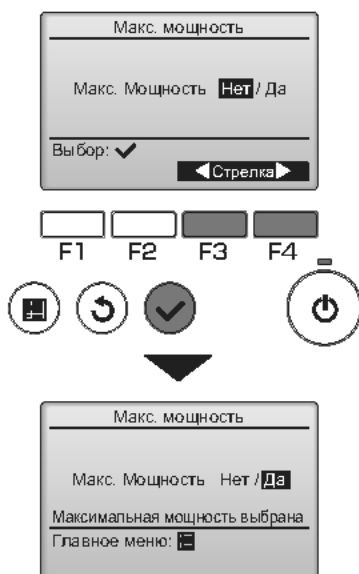 Макс. мощность
Макс. Мощность Нет / Да
Выбор:
Стрелка
F1 F2 F3 F4
Макс. мощность
Макс. Мощность Нет / Да
Максимальная мощность выбрана
Главное меню: